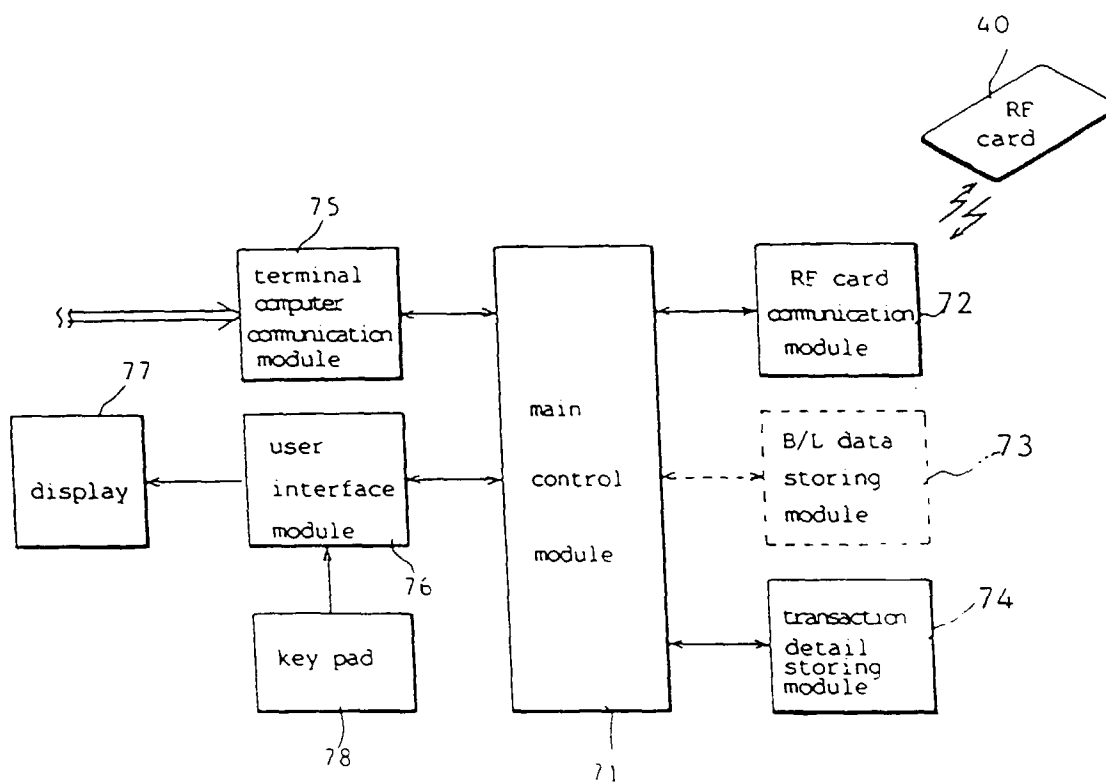 40
RF
card
75
terminal
computer
communication
module
RF card
communication
module
72
77
display
user
interface
module
76
main
control
module
B/L data
storing
module
73
key pad
78
transaction
detail
storing
module
74
71